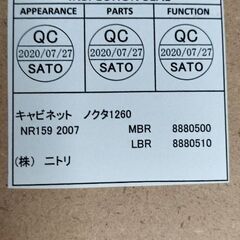 APPEARANCE PARTS FUNCTION
QC QC QC
2020/07/27 2020/07/27 2020/07/27
SATO SATO SATO
キャビネット ノクタ1260
NR159 2007 MBR 8880500
LBR 8880510
(株) ニトリ